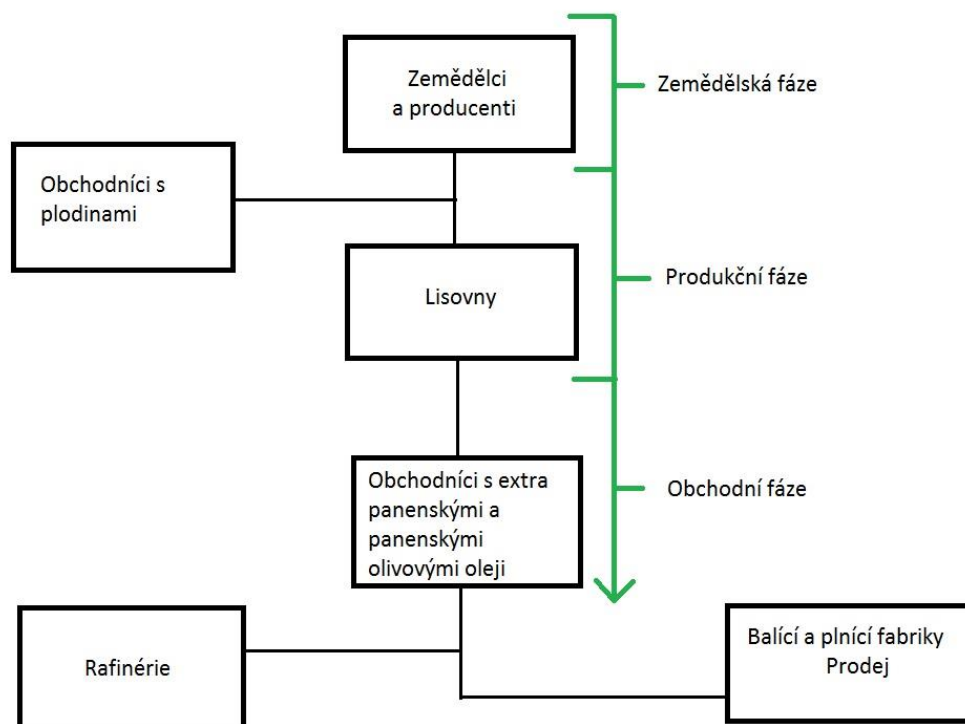 Zemědělci
a producenti
Zemědělská fáze
Obchodníci s
plodinami
Lisovny
Produkční fáze
Obchodníci s extra
panenskými a
panenskými
olivovými oleji
Obchodní fáze
Rafinérie
Balící a plnící fabriky
Prodej